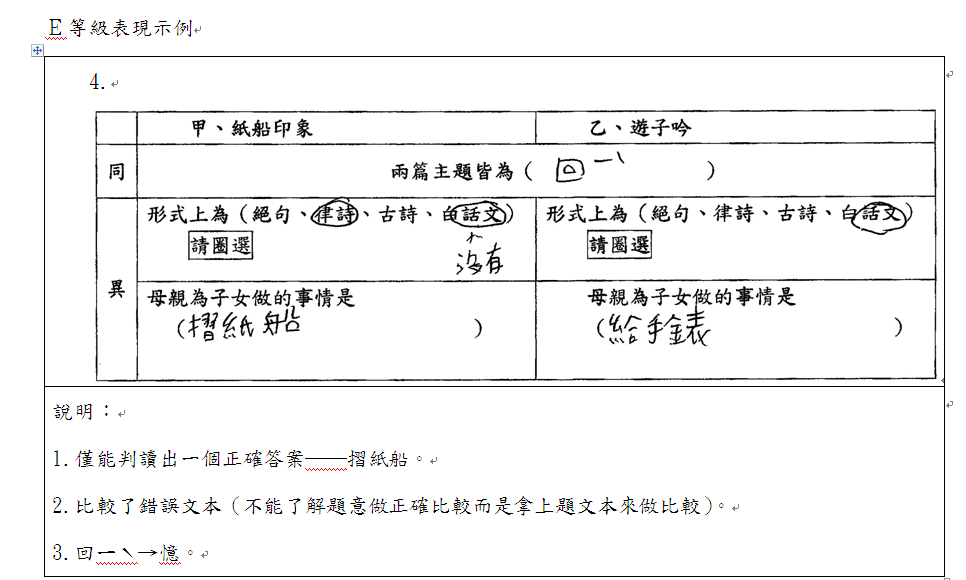 E 等級表現示例
4.
甲、紙船印象
乙、遊子吟
同
兩篇主題皆為（回一丶）
異
形式上為（絕句、律詩、古詩、白話文）
請圈選
沒有
形式上為（絕句、律詩、古詩、白話文）
請圈選
母親為子女做的事情是
（摺紙船）
母親為子女做的事情是
（給手錶）
說明：
1.僅能判讀出一個正確答案——摺紙船。
2.比較了錯誤文本（不能了解題意做正確比較而是拿上題文本來做比較）。
3.回一丶→憶。